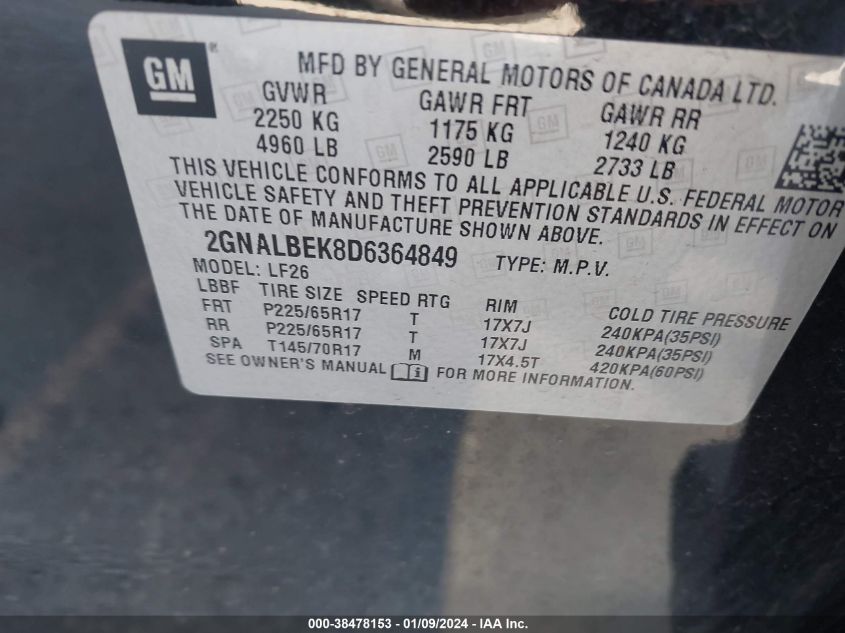 GM
MFD BY GENERAL MOTORS OF CANADA LTD.
GVWR GAWR FRT GAWR RR
2250 KG 1175 KG 1240 KG
4960 LB 2590 LB 2733 LB
THIS VEHICLE CONFORMS TO ALL APPLICABLE U.S. FEDERAL MOTOR
VEHICLE SAFETY AND THEFT PREVENTION STANDARDS IN EFFECT ON
THE DATE OF MANUFACTURE SHOWN ABOVE.
2GNALBEK8D6364849 TYPE: M.P.V.
MODEL: LF26
LBBF TIRE SIZE SPEED RTG RIM COLD TIRE PRESSURE
FRT P225/65R17 T 17X7J 240KPA(35PSI)
RR P225/65R17 T 17X7J 240KPA(35PSI)
SPA T145/70R17 M 17X4.5T 420KPA(60PSI)
SEE OWNER'S MANUAL FOR MORE INFORMATION.
000-38478153 - 01/09/2024 - IAA Inc.